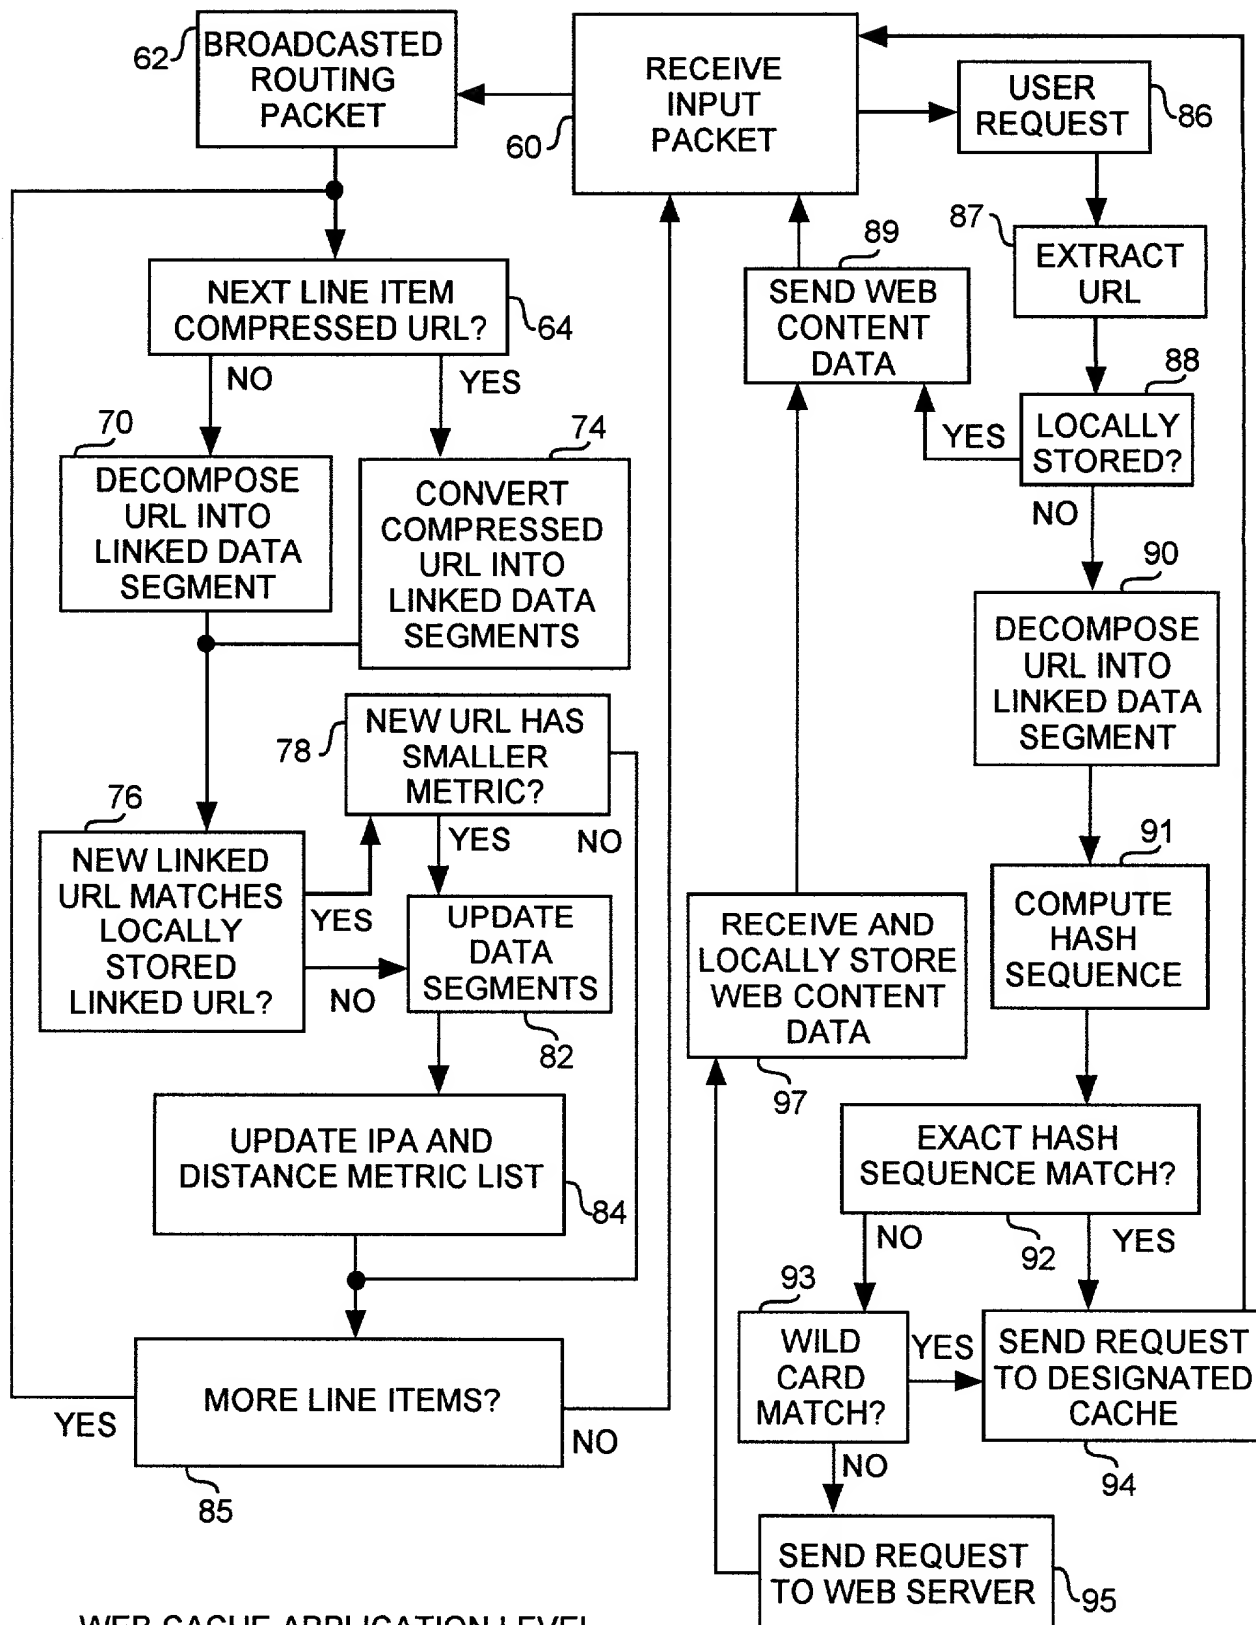 BROADCASTED
ROUTING
PACKET
62
RECEIVE
INPUT
PACKET
60
USER
REQUEST
86
EXTRACT
URL
87
NEXT LINE ITEM
COMPRESSED URL?
64
NO
YES
SEND WEB
CONTENT
DATA
89
LOCALLY
STORED?
88
YES
NO
70
DECOMPOSE
URL INTO
LINKED DATA
SEGMENT
74
CONVERT
COMPRESSED
URL INTO
LINKED DATA
SEGMENTS
90
DECOMPOSE
URL INTO
LINKED DATA
SEGMENT
78
NEW URL HAS
SMALLER
METRIC?
YES
NO
76
NEW LINKED
URL MATCHES
LOCALLY
STORED
LINKED URL?
YES
NO
UPDATE
DATA
SEGMENTS
82
91
COMPUTE
HASH
SEQUENCE
RECEIVE AND
LOCALLY STORE
WEB CONTENT
DATA
97
UPDATE IPA AND
DISTANCE METRIC LIST
84
EXACT HASH
SEQUENCE MATCH?
92
NO
YES
93
WILD
CARD
MATCH?
YES
NO
SEND REQUEST
TO DESIGNATED
CACHE
94
MORE LINE ITEMS?
YES
NO
85
SEND REQUEST
TO WEB SERVER
95
WEB CACHE APPLICATION LEVEL